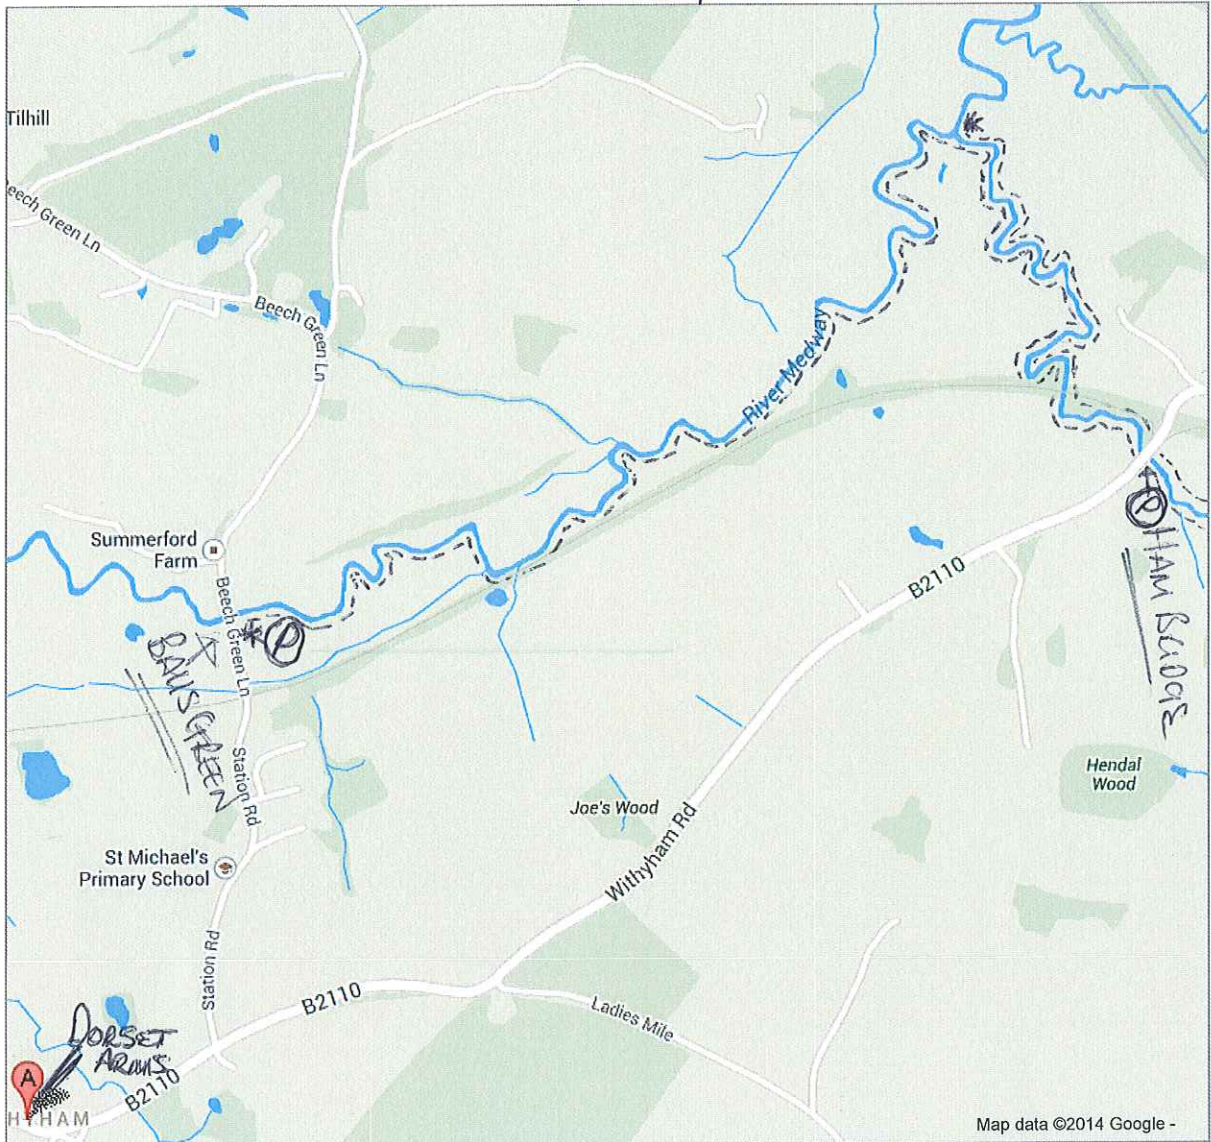 Tilhill
Beech Green Ln
Beech Green Ln
River Medway
Summerford
Farm
Beech Green Ln
P
P
HAM BRIDGE
B2110
BALLS GREEN
Station Rd
Hendal
Wood
Joe's Wood
Withyham Rd
St Michael's
Primary School
Station Rd
B2110
Ladies Mile
DORSET
ARMS
A
B2110
HYHAM
Map data ©2014 Google -